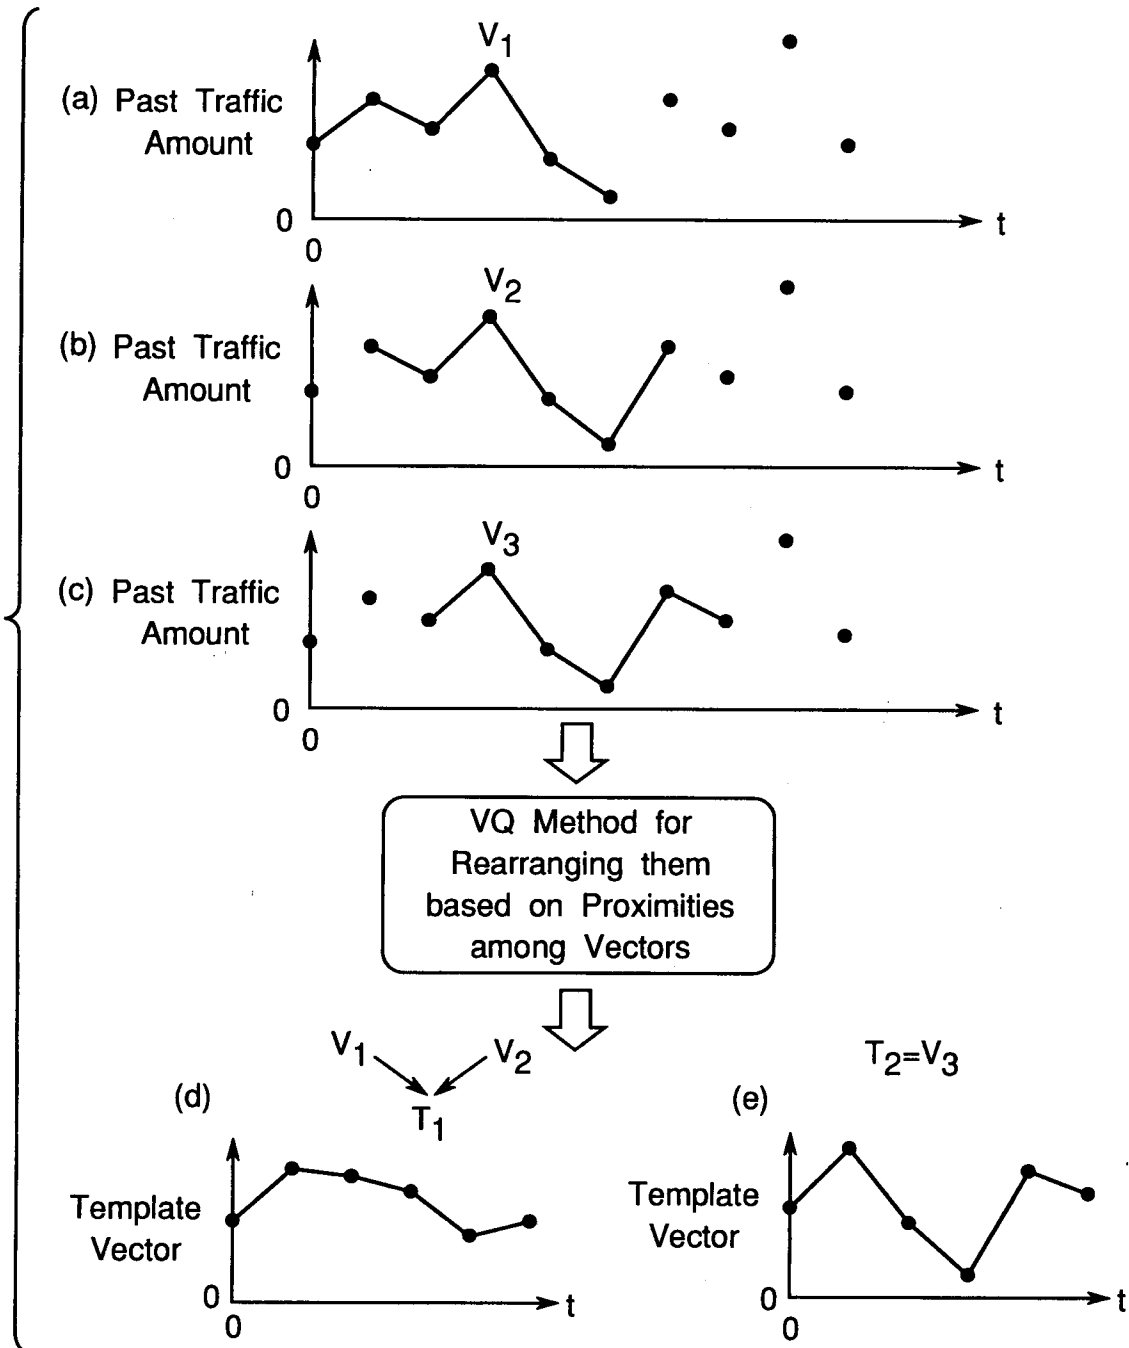 V1
(a) Past Traffic
Amount
0
0
t
V2
(b) Past Traffic
Amount
0
0
t
V3
(c) Past Traffic
Amount
0
0
t
VQ Method for
Rearranging them
based on Proximities
among Vectors
V1
V2
T1
T2=V3
(d)
Template
Vector
0
0
t
(e)
Template
Vector
0
0
t